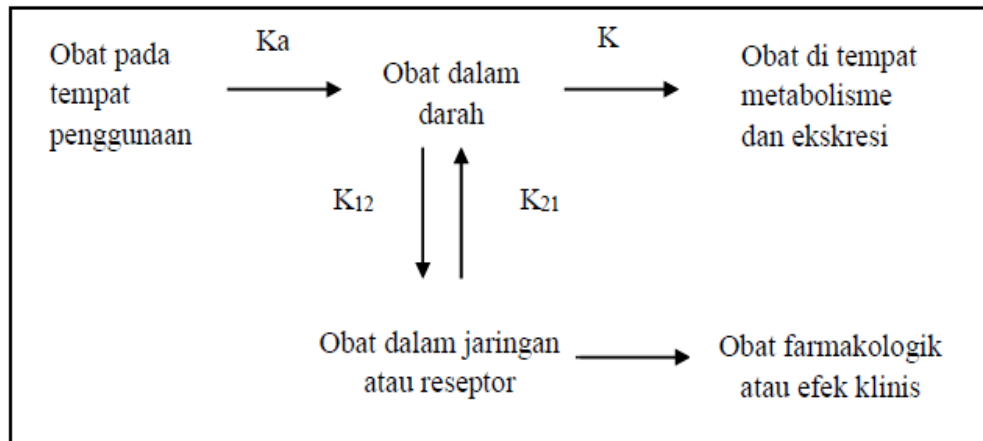 Obat pada
tempat
penggunaan
Ka
Obat dalam
darah
K
Obat di tempat
metabolisme
dan ekskresi
K12
K21
Obat dalam jaringan
atau reseptor
Obat farmakologik
atau efek klinis